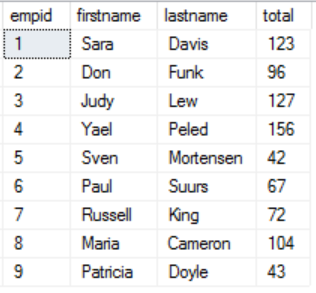 empid firstname lastname total
1 Sara Davis 123
2 Don Funk 96
3 Judy Lew 127
4 Yael Peled 156
5 Sven Mortensen 42
6 Paul Suurs 67
7 Russell King 72
8 Maria Cameron 104
9 Patricia Doyle 43